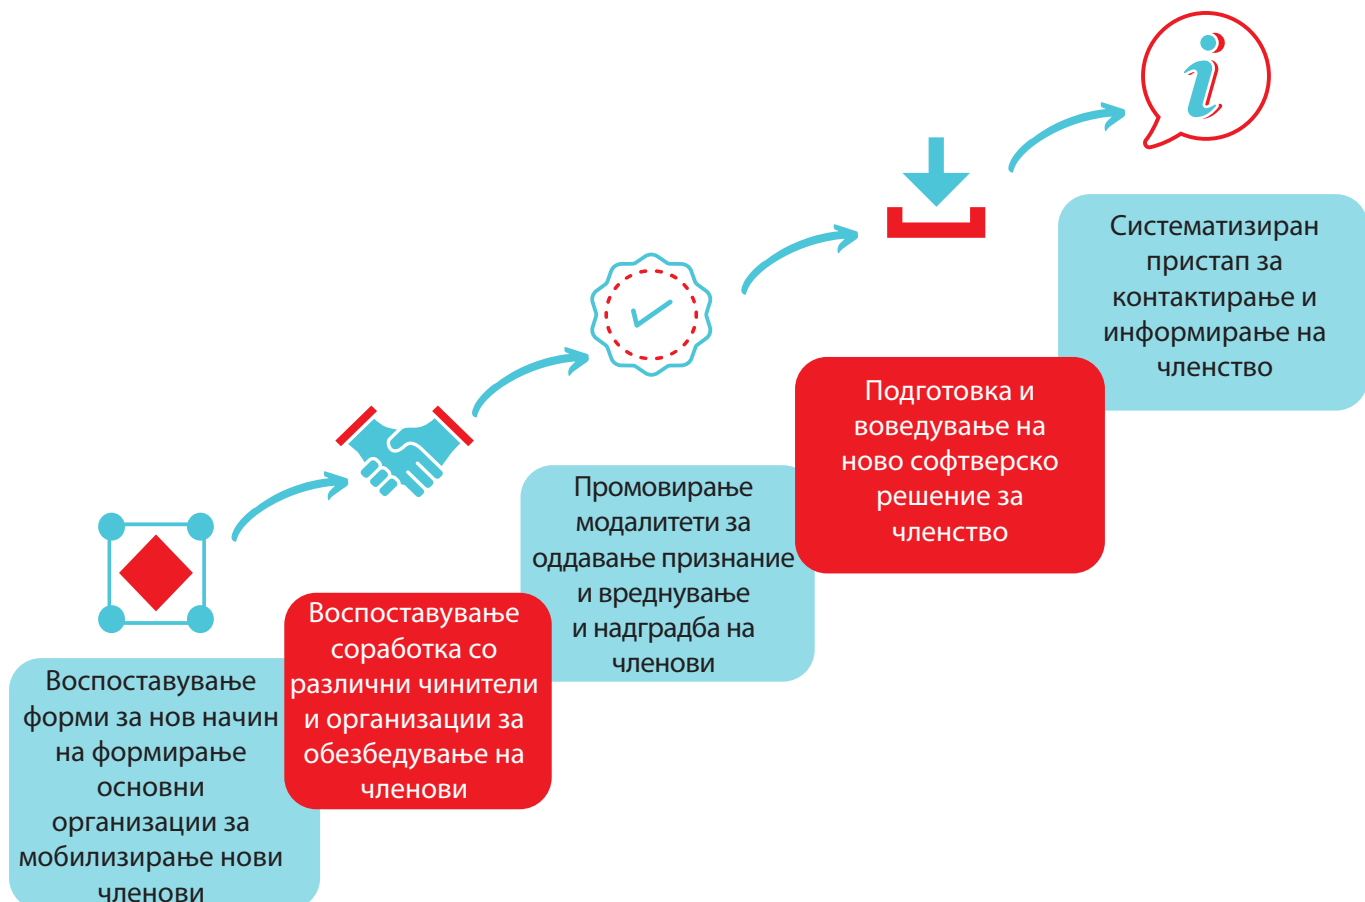 Воспоставување
форми за нов начин
на формирање
основни
организации за
мобилизирање нови
членови
Воспоставување
соработка со
различни чинители
и организации за
обезбедување на
членови
Промовирање
модалитети за
оддавање признание
и вреднување
и надградба на
членови
Подготовка и
воведување на
ново софтверско
решение за
членство
Систематизиран
пристап за
контактирање и
информирање на
членство